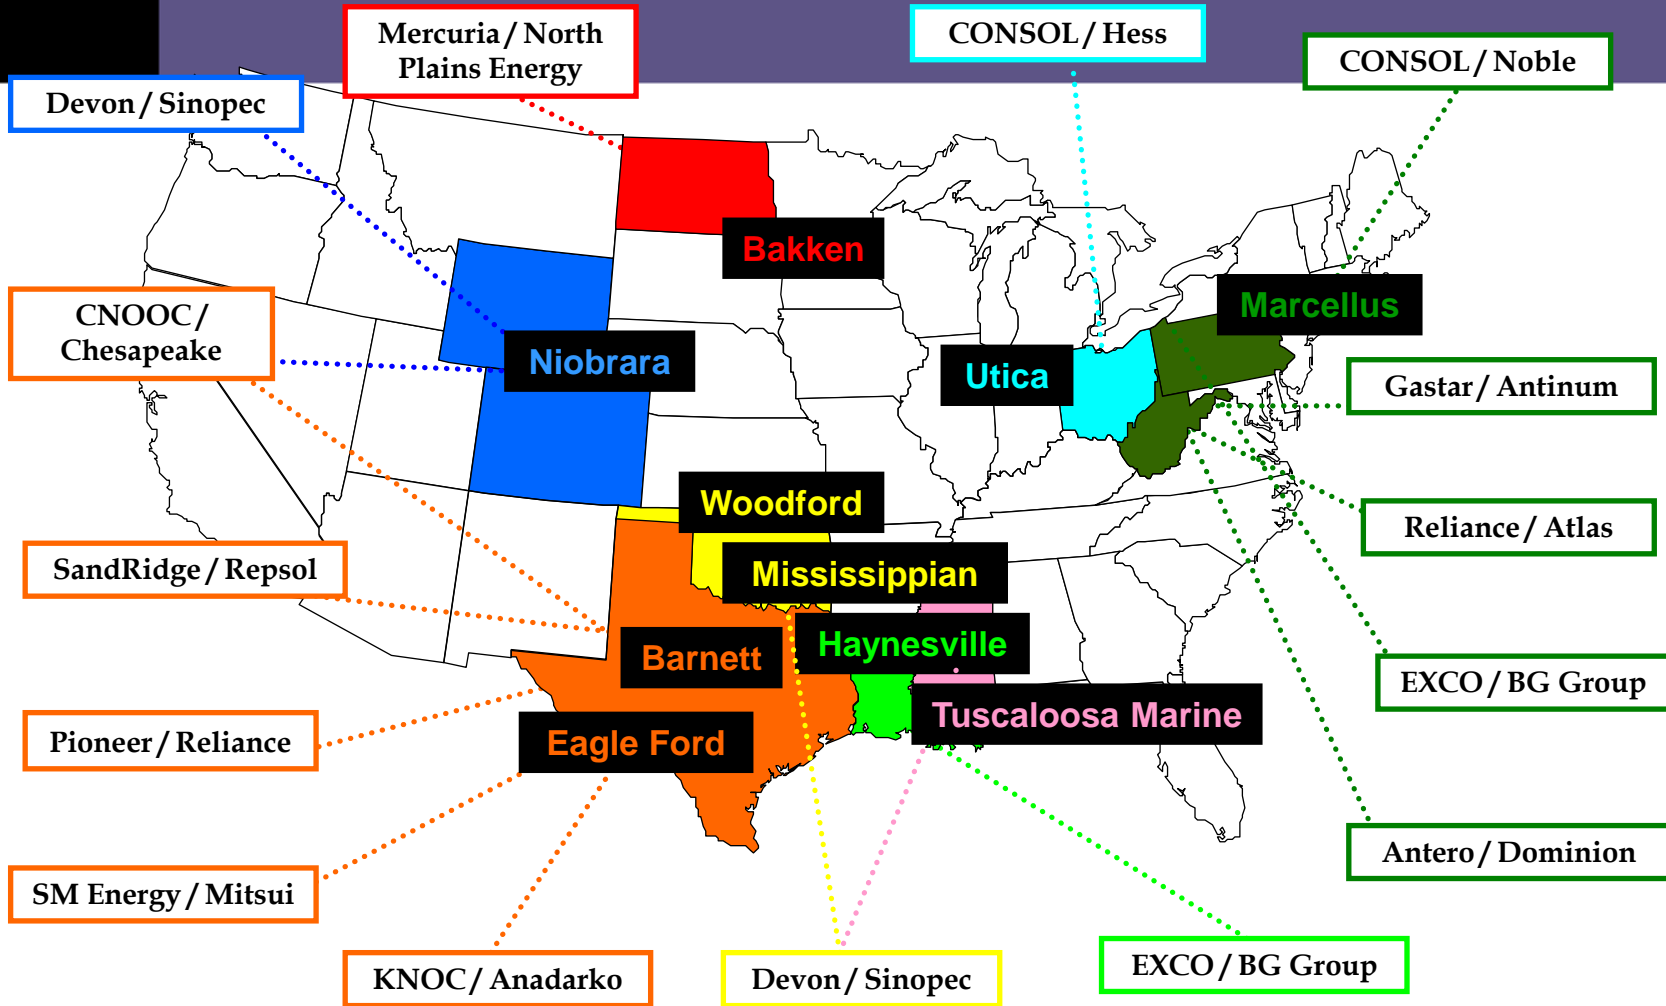 Mercuria / North
Plains Energy
CONSOL / Hess
CONSOL / Noble
Devon / Sinopec
Bakken
CNOOC /
Chesapeake
Marcellus
Niobrara
Utica
Gastar / Antinum
Woodford
Reliance / Atlas
SandRidge / Repsol
Mississippian
Haynesville
Barnett
EXCO / BG Group
Tuscaloosa Marine
Pioneer / Reliance
Eagle Ford
Antero / Dominion
SM Energy / Mitsui
EXCO / BG Group
KNOC / Anadarko
Devon / Sinopec